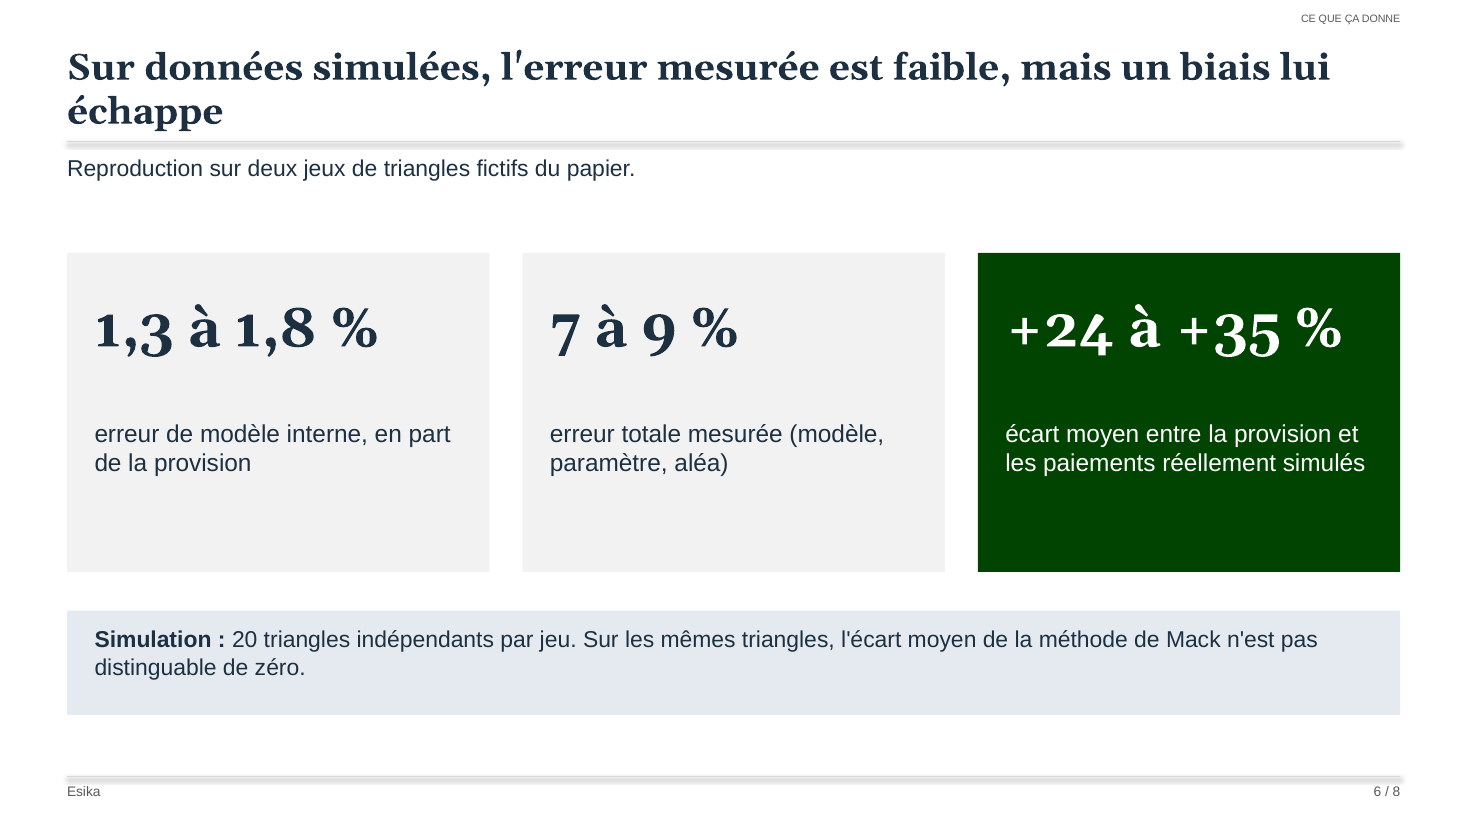 CE QUE ÇA DONNE
Sur données simulées, l'erreur mesurée est faible, mais un biais lui
échappe
Reproduction sur deux jeux de triangles fictifs du papier.
1,3 à 1,8 %
erreur de modèle interne, en part
de la provision
7 à 9 %
erreur totale mesurée (modèle,
paramètre, aléa)
+24 à +35 %
écart moyen entre la provision et
les paiements réellement simulés
Simulation : 20 triangles indépendants par jeu. Sur les mêmes triangles, l'écart moyen de la méthode de Mack n'est pas
distinguable de zéro.
Esika
6 / 8